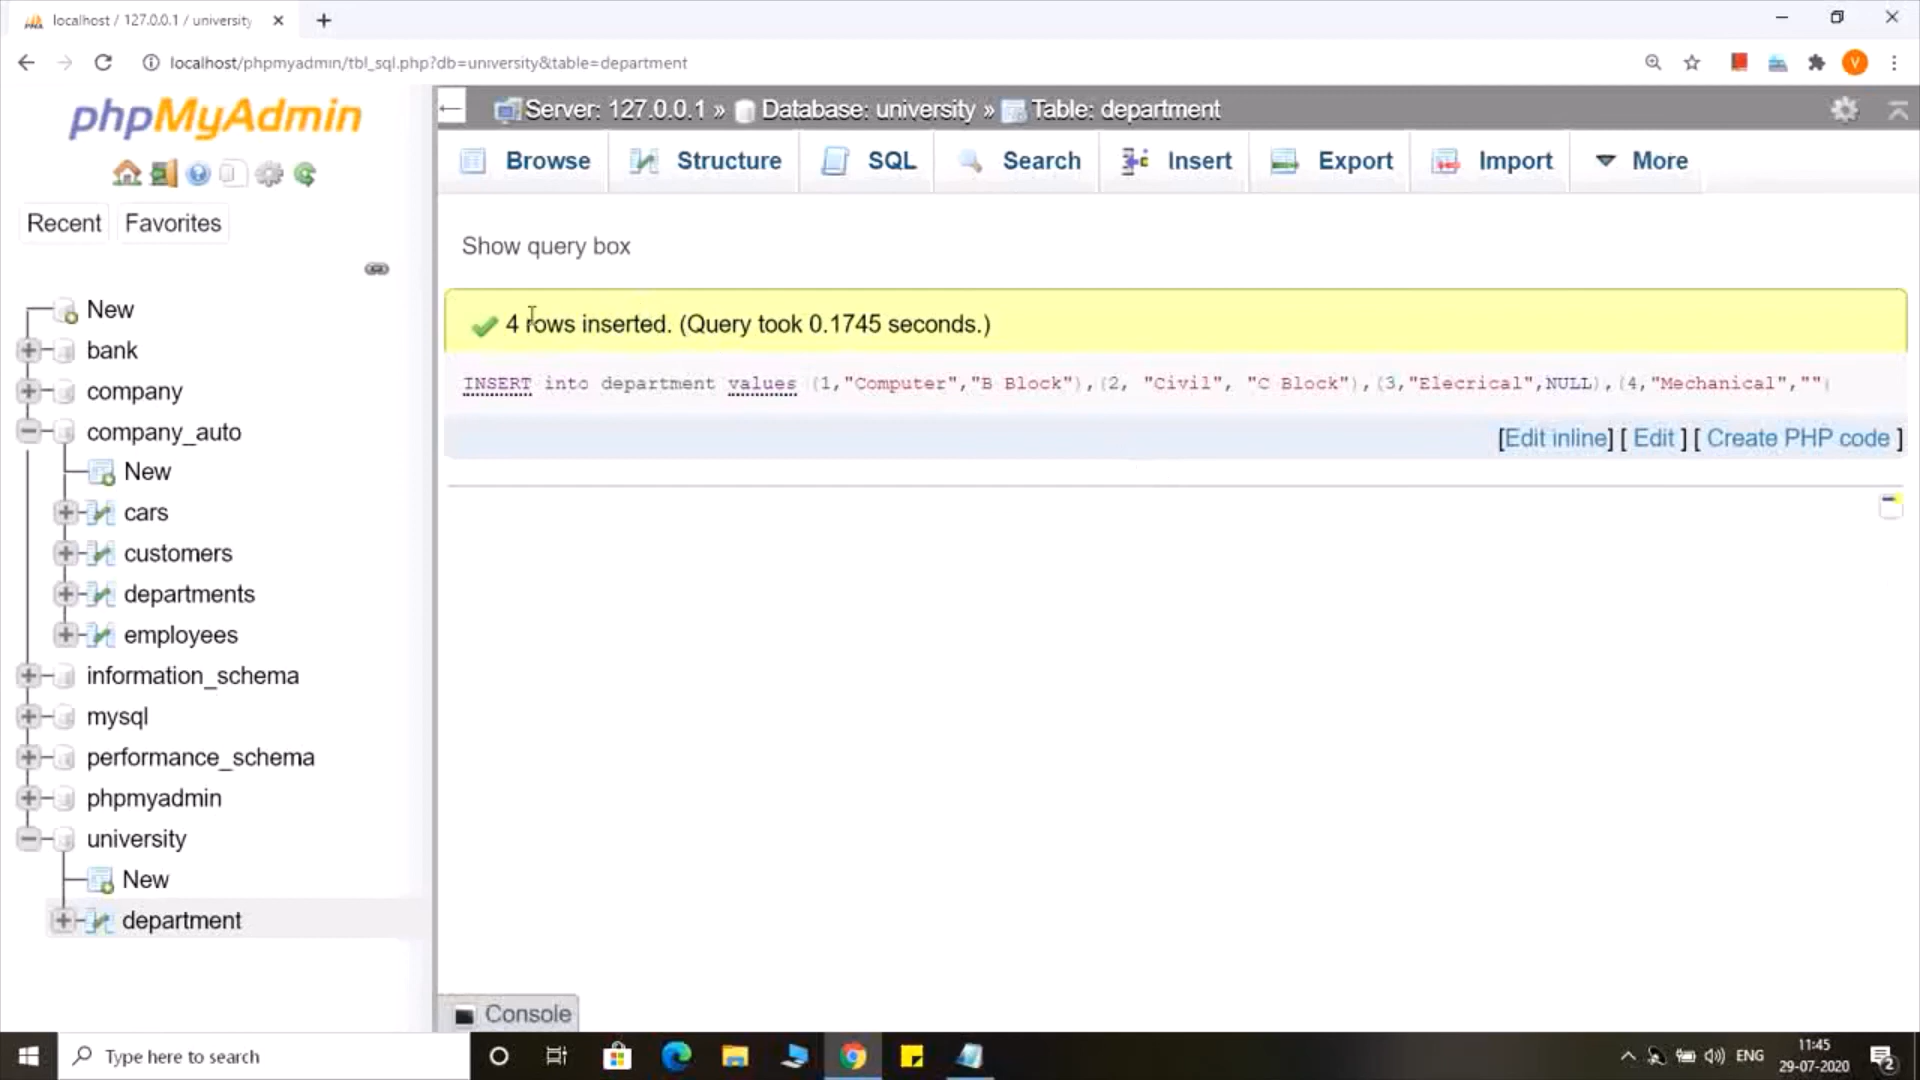 localhost / 127.0.0.1 / university
localhost/phpmyadmin/tbl_sql.php?db=university&table=department
V
phpMyAdmin
Recent Favorites
New
bank
company
company_auto
New
cars
customers
departments
employees
information_schema
mysql
performance_schema
phpmyadmin
university
New
department
Server: 127.0.0.1 » Database: university » Table: department
Browse Structure SQL Search Insert Export Import More
Show query box
4 rows inserted. (Query took 0.1745 seconds.)
INSERT into department values (1,"Computer","B Block"),(2, "Civil", "C Block"),(3,"Elecrical",NULL),(4,"Mechanical",""(
[Edit inline] [ Edit ] [ Create PHP code ]
Console
Type here to search
ENG
11:45
29-07-2020
2